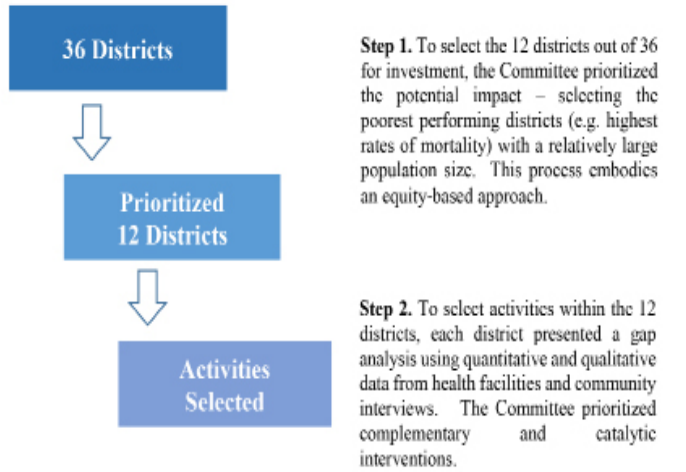 36 Districts
Step 1. To select the 12 districts out of 36
for investment, the Committee prioritized
the potential impact – selecting the
poorest performing districts (e.g. highest
rates of mortality) with a relatively large
population size. This process embodies
an equity-based approach.
Prioritized
12 Districts
Step 2. To select activities within the 12
districts, each district presented a gap
analysis using quantitative and qualitative
data from health facilities and community
interviews. The Committee prioritized
complementary and catalytic
interventions.
Activities
Selected